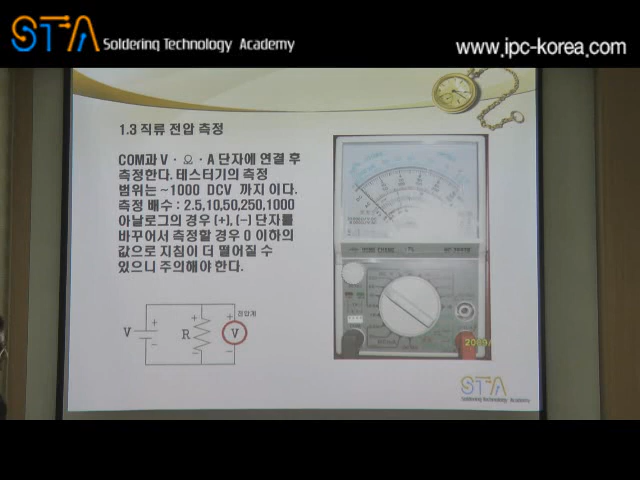 STA Soldering Technology Academy
www.ipc-korea.com
1.3 직류 전압 측정
COM과 V · Ω · A 단자에 연결 후
측정한다. 테스터기의 측정
범위는 ~1000 DCV 까지 이다.
측정 배수 : 2.5,10,50,250,1000
아날로그의 경우 (+), (-) 단자를
바꾸어서 측정할 경우 0 이하의
값으로 지침이 더 떨어질 수
있으니 주의해야 한다.
전압계
V + - R + - V + -
STA
Soldering Technology Academy